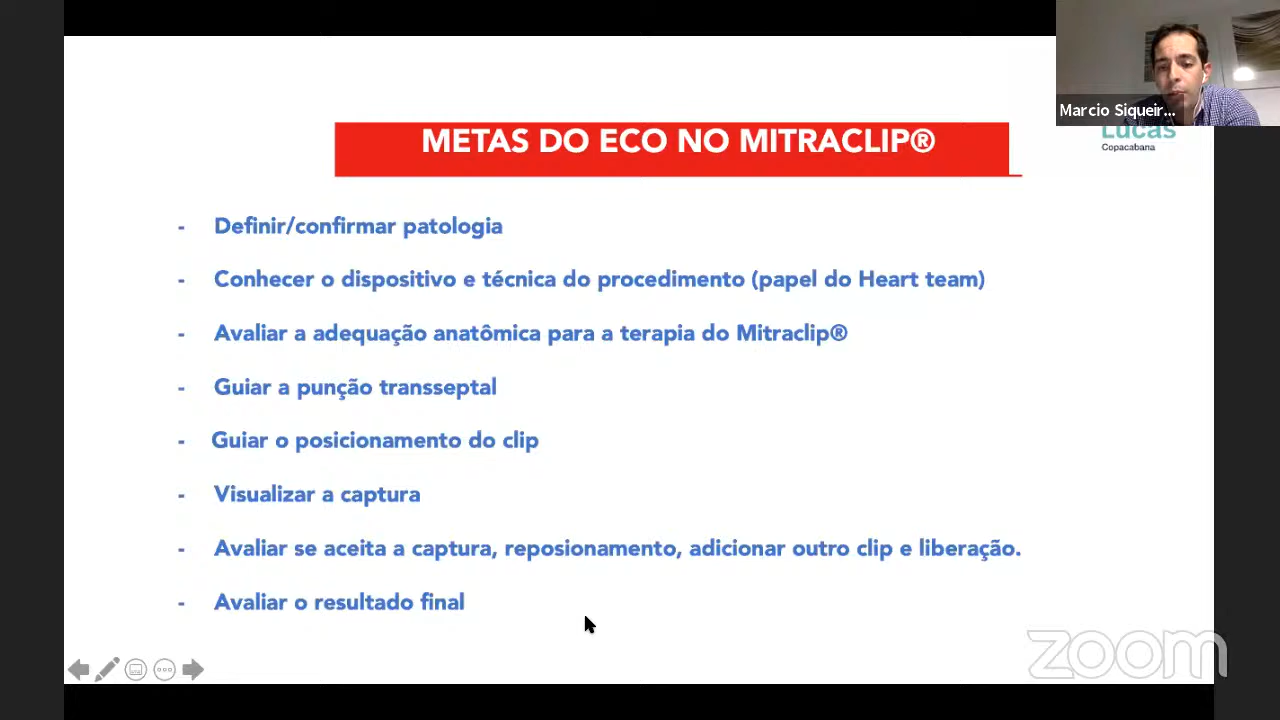 Marcio Siqueir...
Lucas
Copacabana
METAS DO ECO NO MITRACLIP®
- Definir/confirmar patologia
- Conhecer o dispositivo e técnica do procedimento (papel do Heart team)
- Avaliar a adequação anatômica para a terapia do Mitraclip®
- Guiar a punção transseptal
- Guiar o posicionamento do clip
- Visualizar a captura
- Avaliar se aceita a captura, reposionamento, adicionar outro clip e liberação.
- Avaliar o resultado final
zoom